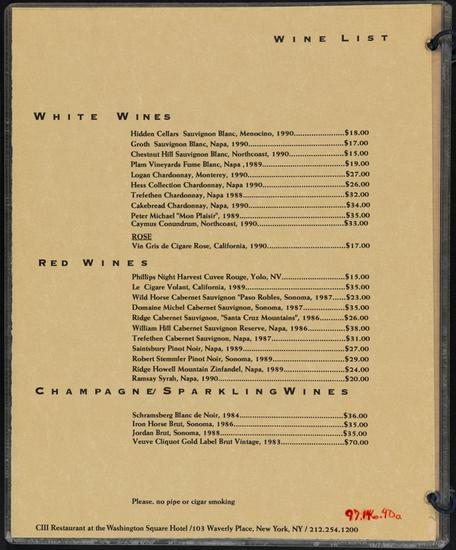 WINE LIST
WHITE WINES
Hidden Cellars Sauvignon Blanc, Menocino, 1990........................$18.00
Groth Sauvignon Blanc, Napa, 1990........................$17.00
Chestnut Hill Sauvignon Blanc, Northcoast, 1990........................$15.00
Plam Vineyards Fume Blanc, Napa ,1989........................$19.00
Logan Chardonnay, Monterey, 1990........................$27.00
Hess Collection Chardonnay, Napa 1990........................$26.00
Trefethen Chardonnay, Napa 1988........................$32.00
Cakebread Chardonnay, Napa, 1990........................$34.00
Peter Michael "Mon Plaisir", 1989........................$35.00
Caymus Conundrum, Northcoast, 1990........................$33.00
ROSE
Vin Gris de Cigare Rose, California, 1990........................$17.00
RED WINES
Phillips Night Harvest Cuvee Rouge, Yolo, NV........................$15.00
Le Cigare Volant, California, 1989........................$35.00
Wild Horse Cabernet Sauvignon "Paso Robles, Sonoma, 1987......$23.00
Domaine Michel Cabernet Sauvignon, Sonoma, 1987........................$35.00
Ridge Cabernet Sauvignon, "Santa Cruz Mountains", 1986.........$26.00
William Hill Cabernet Sauvignon Reserve, Napa, 1986..............$38.00
Trefethen Cabernet Sauvignon, Napa, 1987........................$31.00
Saintsbury Pinot Noir, Napa, 1989........................$27.00
Robert Stemmler Pinot Noir, Sonoma, 1989........................$29.00
Ridge Howell Mountain Zinfandel, Napa, 1989........................$24.00
Ramsay Syrah, Napa, 1990........................$20.00
CHAMPAGNE/SPARKLING WINES
Schramsberg Blanc de Noir, 1984........................$36.00
Iron Horse Brut, Sonoma, 1986........................$35.00
Jordan Brut, Sonoma, 1988........................$35.00
Veuve Cliquot Gold Label Brut Vintage, 1983........................$70.00
Please, no pipe or cigar smoking
CIII Restaurant at the Washington Square Hotel /103 Waverly Place, New York, NY / 212.254.1200